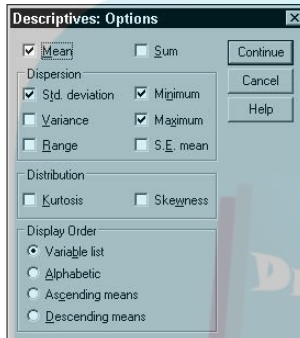 Descriptives: Options
Mean Sum Continue
Dispersion Cancel
Std. deviation Minimum Help
Variance Maximum
Range S.E. mean
Distribution
Kurtosis Skewness
Display Order
Variable list
Alphabetic
Ascending means
Descending means